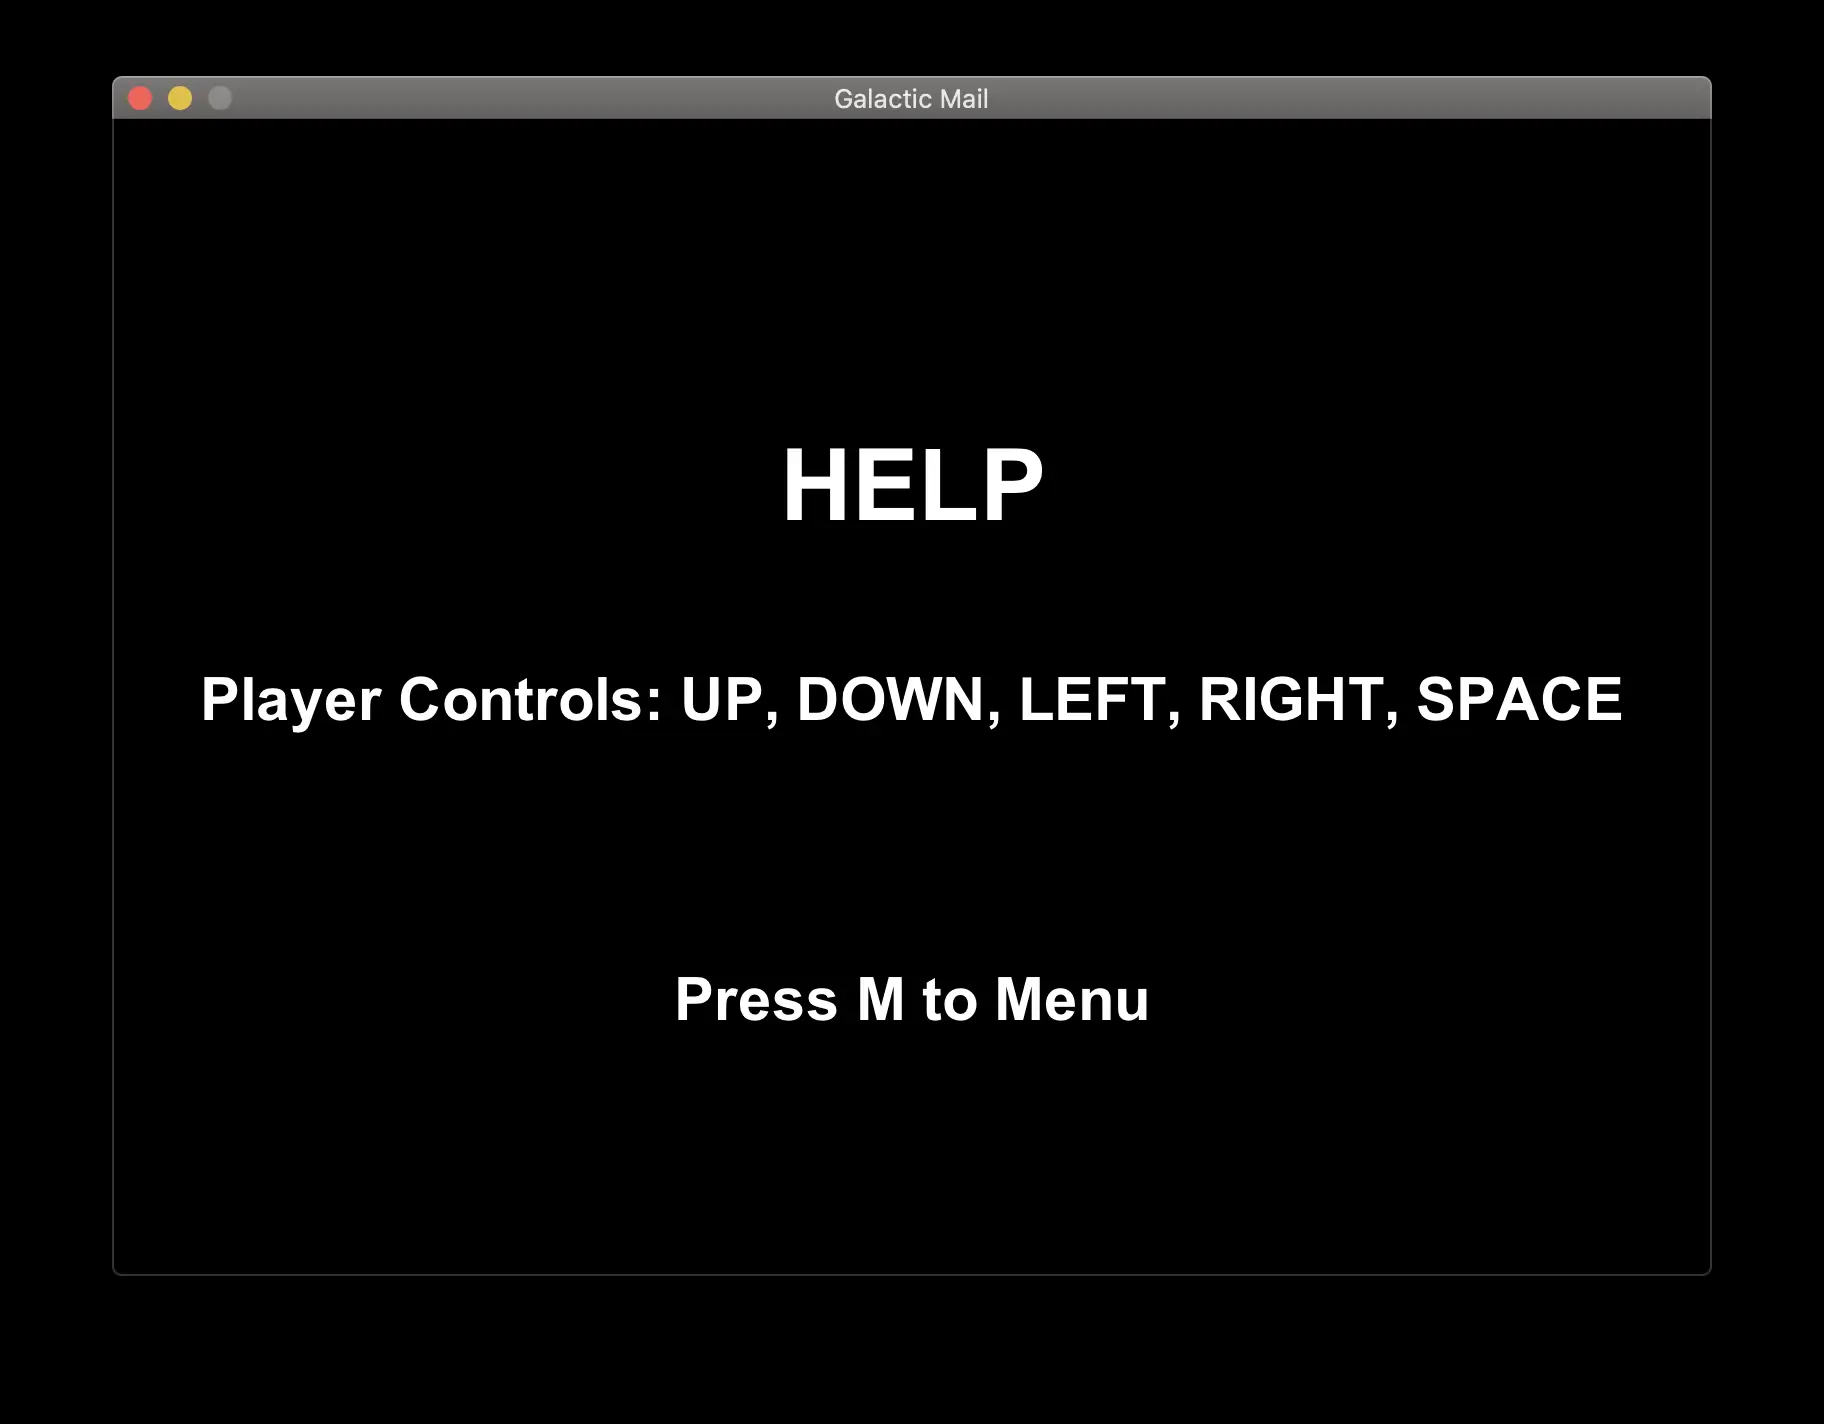 Galactic Mail
HELP
Player Controls: UP, DOWN, LEFT, RIGHT, SPACE
Press M to Menu